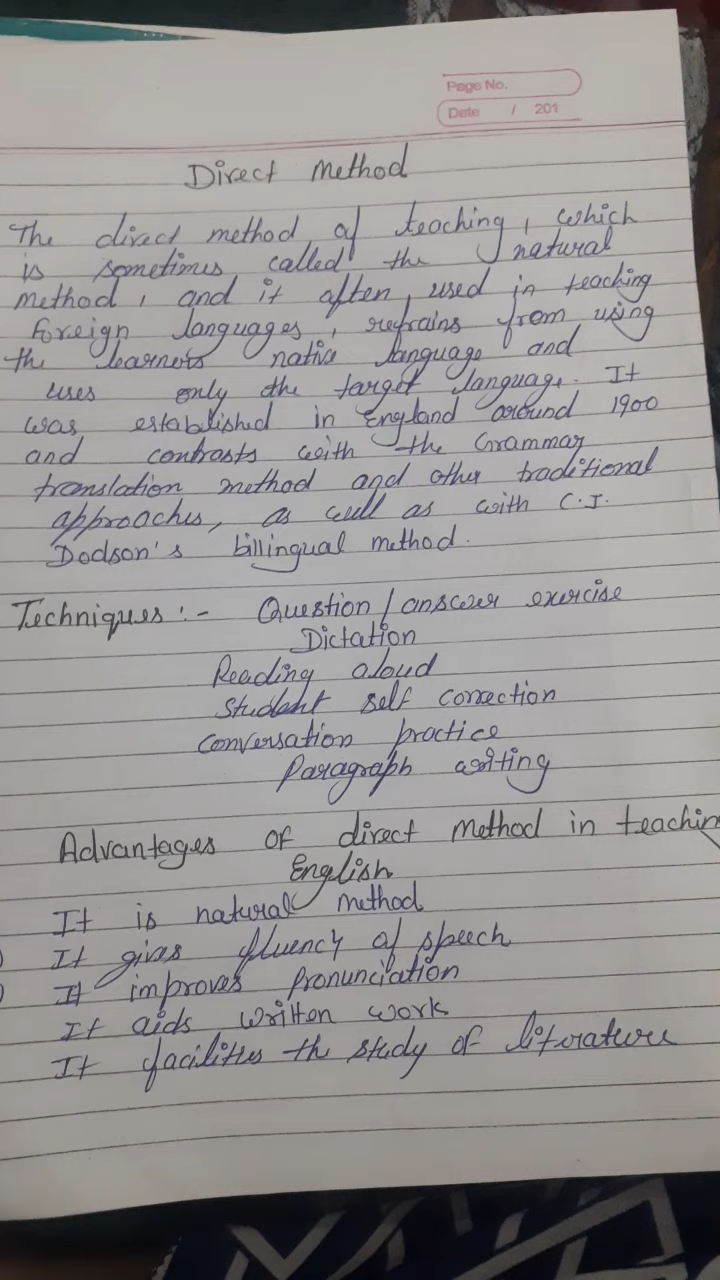 Page No.
Date / 201
Direct Method
The direct method of teaching, which
is sometimes called the natural
method, and it often used in teaching
foreign languages, refrains from using
the learners native language and
uses only the target language. It
was established in England around 1900
and contrasts with the Grammar
translation method and other traditional
approaches, as well as with C.J.
Dodson's billingual method.
Techniques :- Question/answer exercise
Dictation
Reading aloud
Student self correction
Conversation practice
Paragraph writing
Advantages of direct method in teachin
English
It is natural method
It gives fluency of speech
It improves pronunciation
It aids written work
It facilities the study of literature